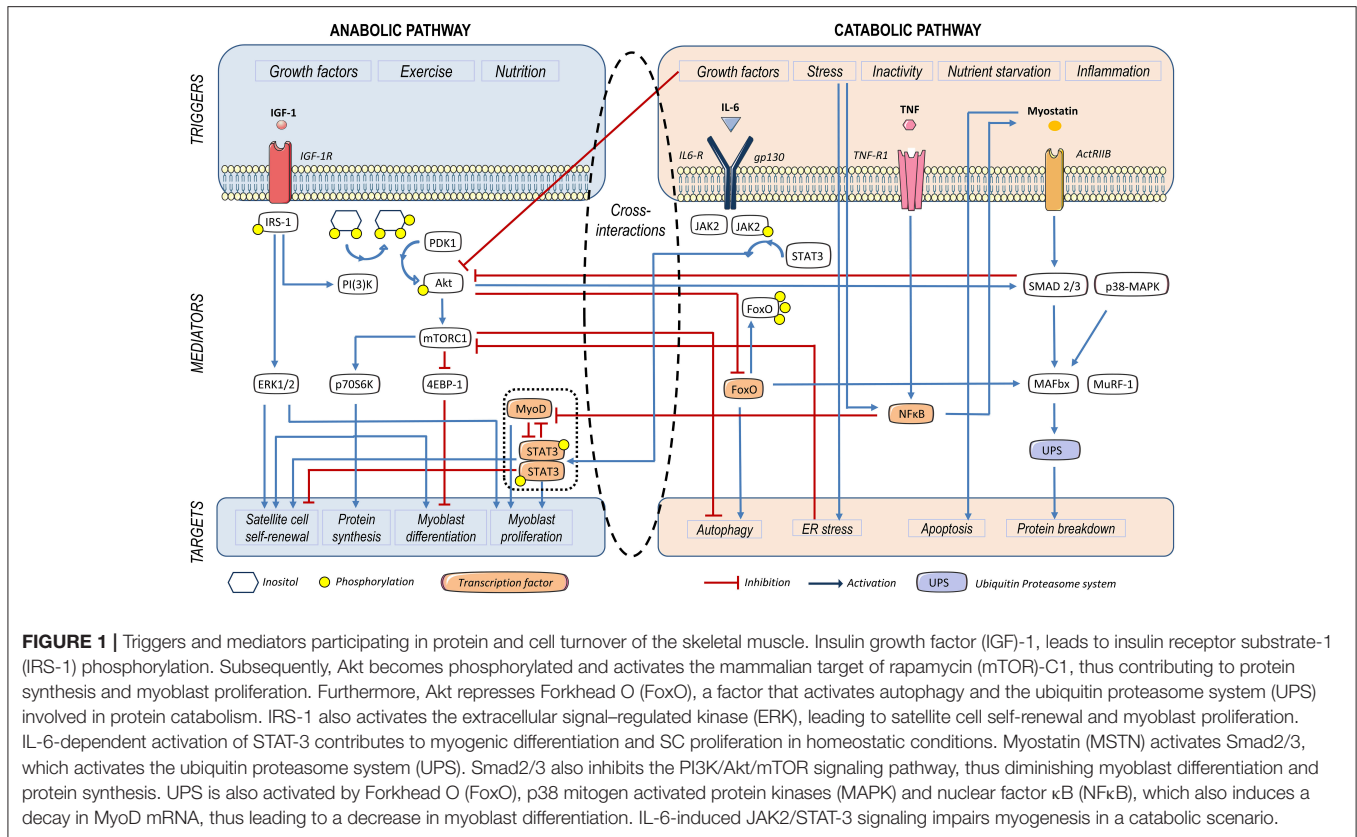 ANABOLIC PATHWAY
CATABOLIC PATHWAY
TRIGGERS
Growth factors
Exercise
Nutrition
Growth factors
Stress
Inactivity
Nutrient starvation
Inflammation
IGF-1
IGF-1R
IL-6
IL6-R
gp130
TNF
TNF-R1
Myostatin
ActRIIB
Cross-
interactions
MEDIATORS
IRS-1
PDK1
PI(3)K
Akt
mTORC1
ERK1/2
p70S6K
4EBP-1
MyoD
STAT3
STAT3
JAK2
JAK2
STAT3
FoxO
FoxO
NFκB
SMAD 2/3
p38-MAPK
MAFbx
MuRF-1
UPS
TARGETS
Satellite cell
self-renewal
Protein
synthesis
Myoblast
differentiation
Myoblast
proliferation
Autophagy
ER stress
Apoptosis
Protein breakdown
Inositol
Phosphorylation
Transcription factor
Inhibition
Activation
UPS
Ubiquitin Proteasome system
FIGURE 1 | Triggers and mediators participating in protein and cell turnover of the skeletal muscle. Insulin growth factor (IGF)-1, leads to insulin receptor substrate-1
(IRS-1) phosphorylation. Subsequently, Akt becomes phosphorylated and activates the mammalian target of rapamycin (mTOR)-C1, thus contributing to protein
synthesis and myoblast proliferation. Furthermore, Akt represses Forkhead O (FoxO), a factor that activates autophagy and the ubiquitin proteasome system (UPS)
involved in protein catabolism. IRS-1 also activates the extracellular signal–regulated kinase (ERK), leading to satellite cell self-renewal and myoblast proliferation.
IL-6-dependent activation of STAT-3 contributes to myogenic differentiation and SC proliferation in homeostatic conditions. Myostatin (MSTN) activates Smad2/3,
which activates the ubiquitin proteasome system (UPS). Smad2/3 also inhibits the PI3K/Akt/mTOR signaling pathway, thus diminishing myoblast differentiation and
protein synthesis. UPS is also activated by Forkhead O (FoxO), p38 mitogen activated protein kinases (MAPK) and nuclear factor κB (NFκB), which also induces a
decay in MyoD mRNA, thus leading to a decrease in myoblast differentiation. IL-6-induced JAK2/STAT-3 signaling impairs myogenesis in a catabolic scenario.